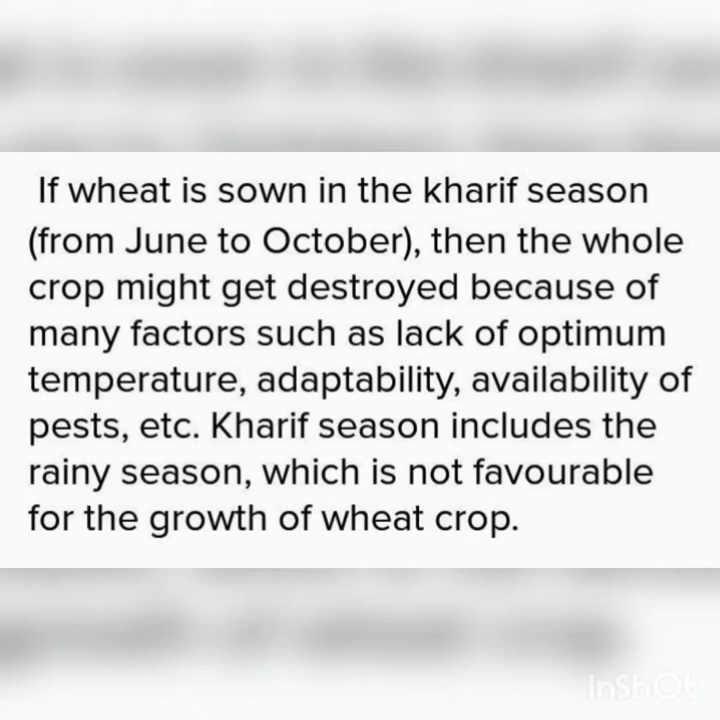 If wheat is sown in the kharif season
(from June to October), then the whole
crop might get destroyed because of
many factors such as lack of optimum
temperature, adaptability, availability of
pests, etc. Kharif season includes the
rainy season, which is not favourable
for the growth of wheat crop.
InShOt